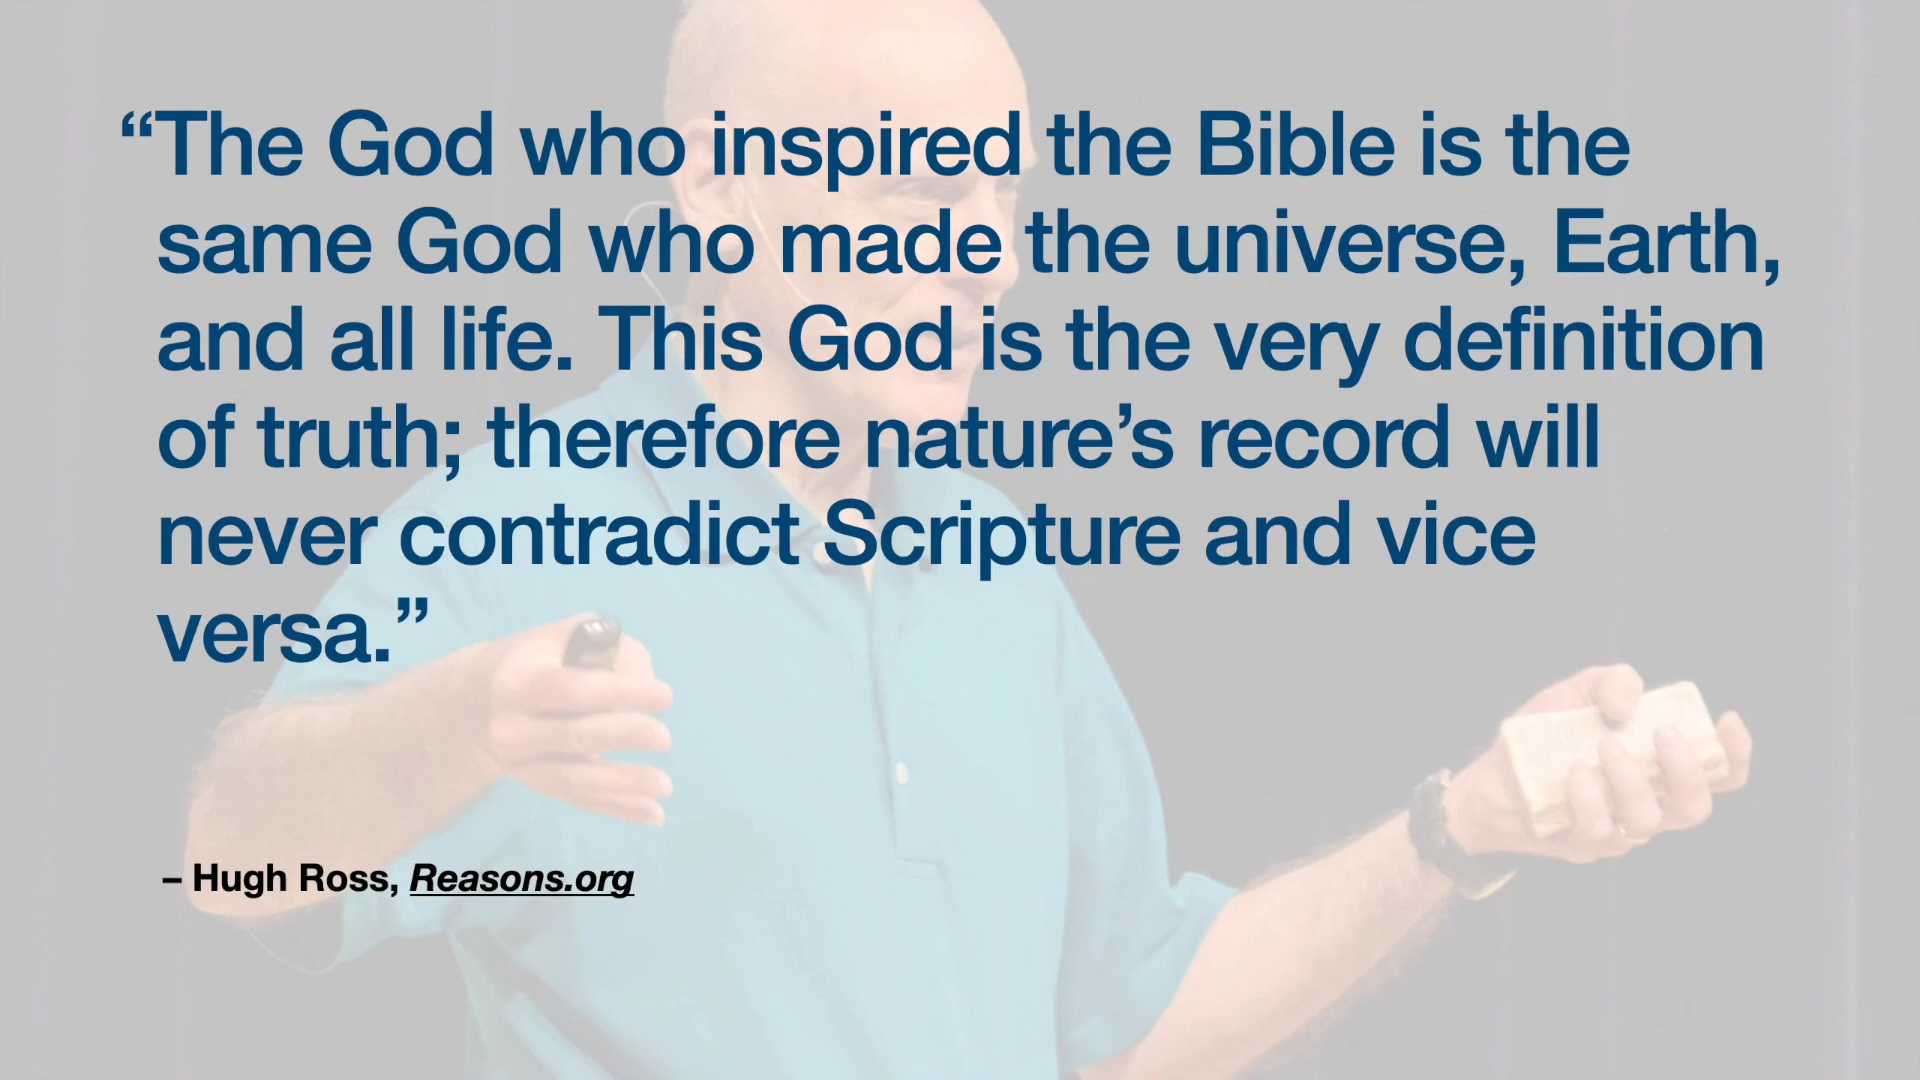 “The God who inspired the Bible is the
same God who made the universe, Earth,
and all life. This God is the very definition
of truth; therefore nature’s record will
never contradict Scripture and vice
versa.”
– Hugh Ross, Reasons.org